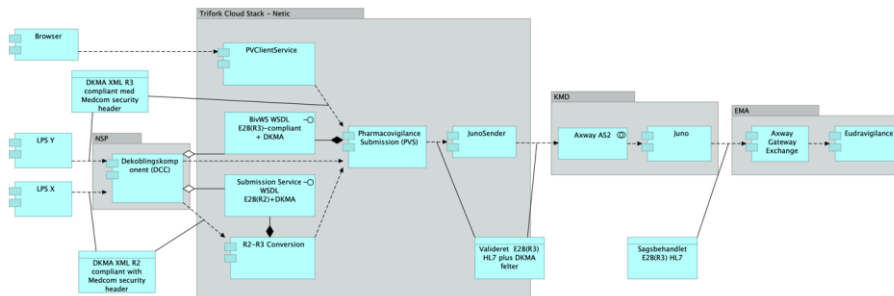 Trifork Cloud Stack - Netic
Browser
PVClientService
DKMA XML R3
compliant med
Medcom security
header
BivWS WSDL
E2B(R3)-compliant
+ DKMA
KMD
EMA
LPS Y
NSP
Dekoblingskomp
onent (DCC)
Pharmacovigilance
Submission (PVS)
JunoSender
Axway AS2
Juno
Axway
Gateway
Exchange
Eudravigilance
LPS X
Submission Service
WSDL
E2B(R2)+DKMA
R2-R3 Conversion
DKMA XML R2
compliant with
Medcom security
header
Valideret E2B(R3)
HL7 plus DKMA
felter
Sagsbehandlet
E2B(R3) HL7